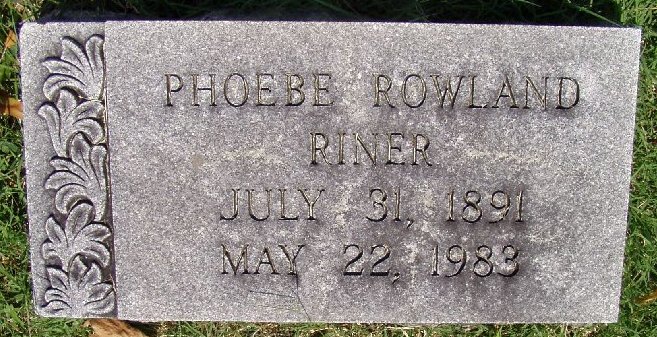 PHOEBE ROWLAND
RINER
JULY 31, 1891
MAY 22, 1983